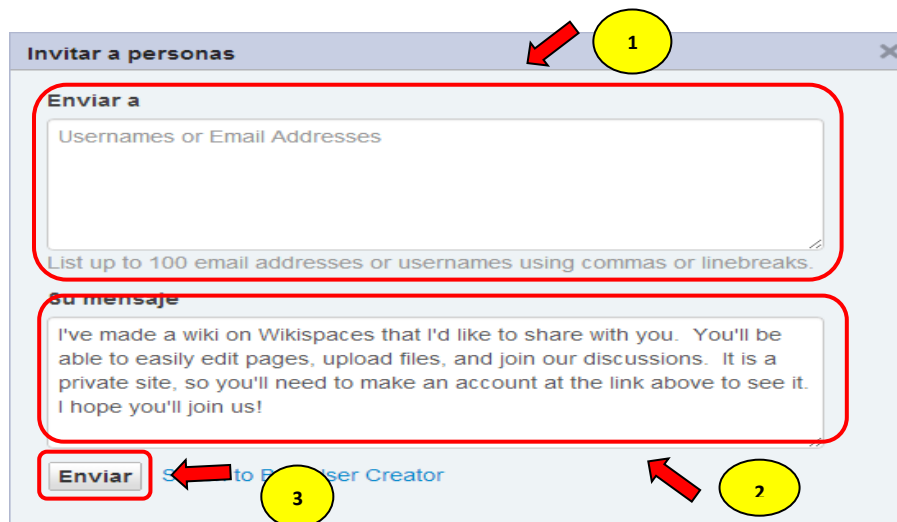 1
Invitar a personas
Enviar a
Usernames or Email Addresses
List up to 100 email addresses or usernames using commas or linebreaks.
Su mensaje
I've made a wiki on Wikispaces that I'd like to share with you. You'll be
able to easily edit pages, upload files, and join our discussions. It is a
private site, so you'll need to make an account at the link above to see it.
I hope you'll join us!
Enviar to User Creator
3
2